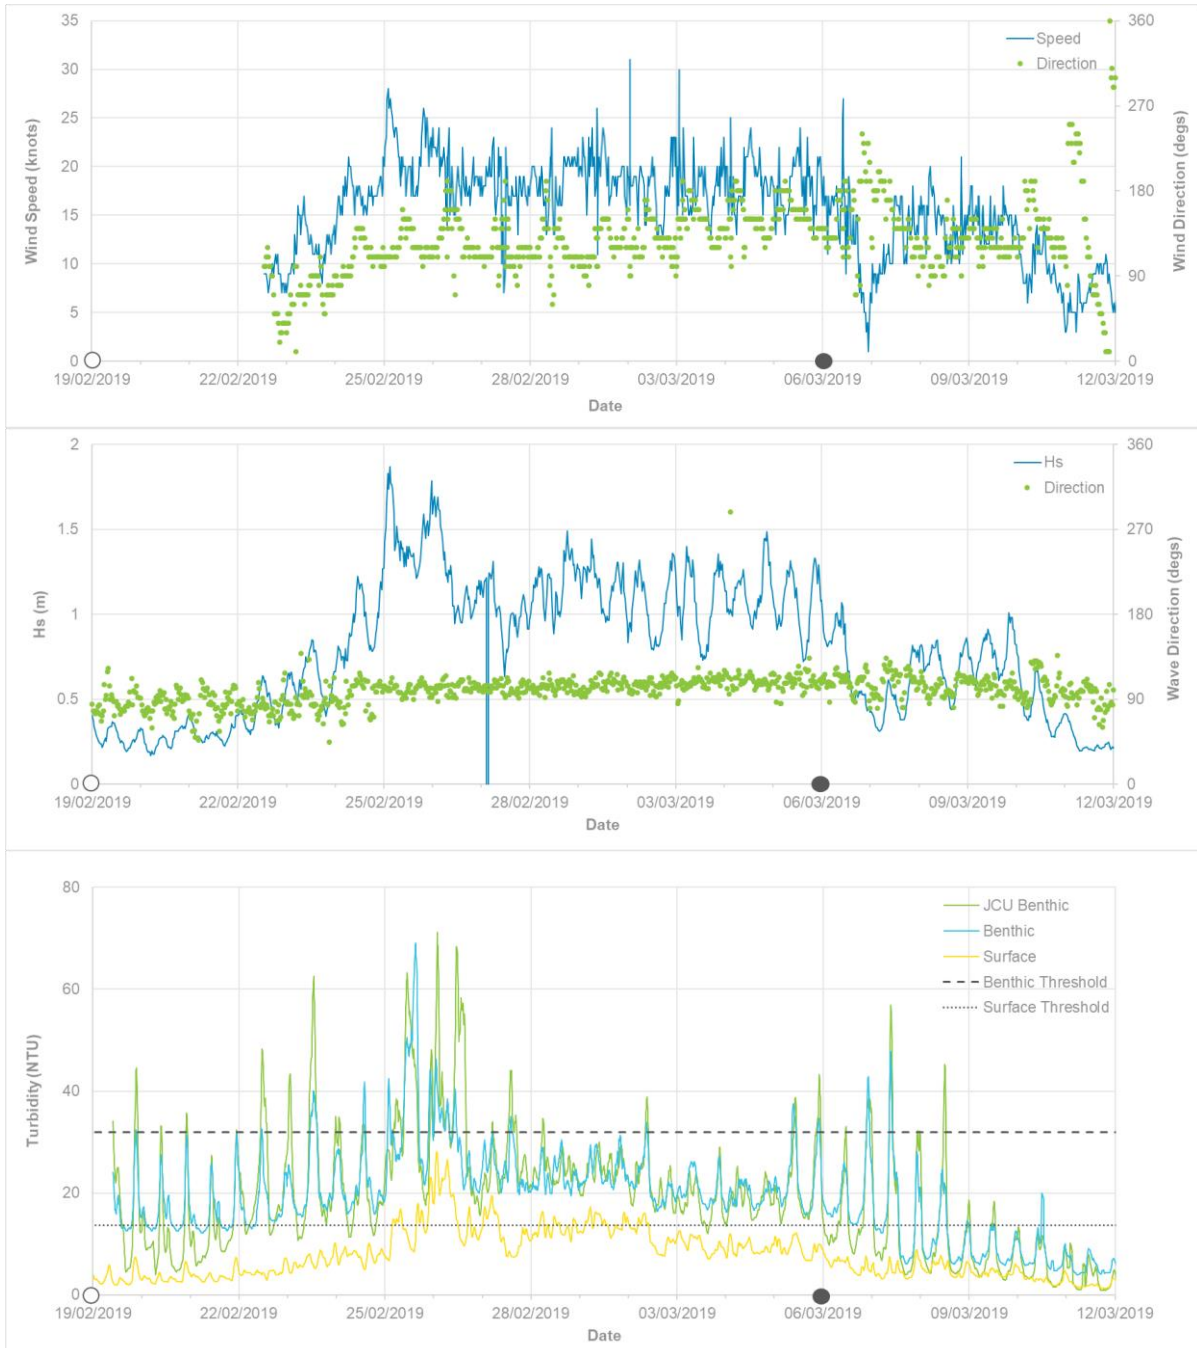 35 360
Speed
Direction
30
270
25
20
180
15
10 90
5
0 0
Wind Speed (knots)
Wind Direction (degs)
19/02/2019 22/02/2019 25/02/2019 28/02/2019 03/03/2019 06/03/2019 09/03/2019 12/03/2019
Date
2 360
Hs
Direction
1.5 270
1 180
0.5 90
0 0
Hs (m)
Wave Direction (degs)
19/02/2019 22/02/2019 25/02/2019 28/02/2019 03/03/2019 06/03/2019 09/03/2019 12/03/2019
Date
80
JCU Benthic
Benthic
Surface
Benthic Threshold
Surface Threshold
60
40
20
0
Turbidity (NTU)
19/02/2019 22/02/2019 25/02/2019 28/02/2019 03/03/2019 06/03/2019 09/03/2019 12/03/2019
Date